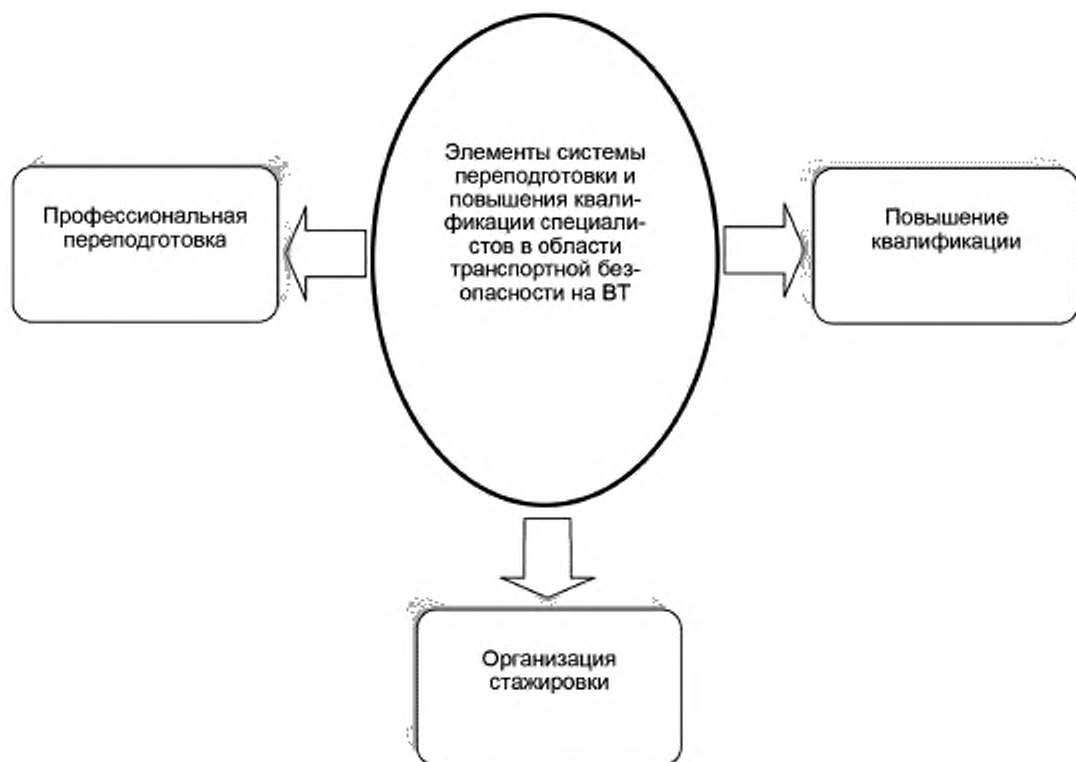 Элементы системы
переподготовки и
повышения квали-
фикации специали-
стов в области
транспортной без-
опасности на ВТ
Профессиональная
переподготовка
Повышение
квалификации
Организация
стажировки